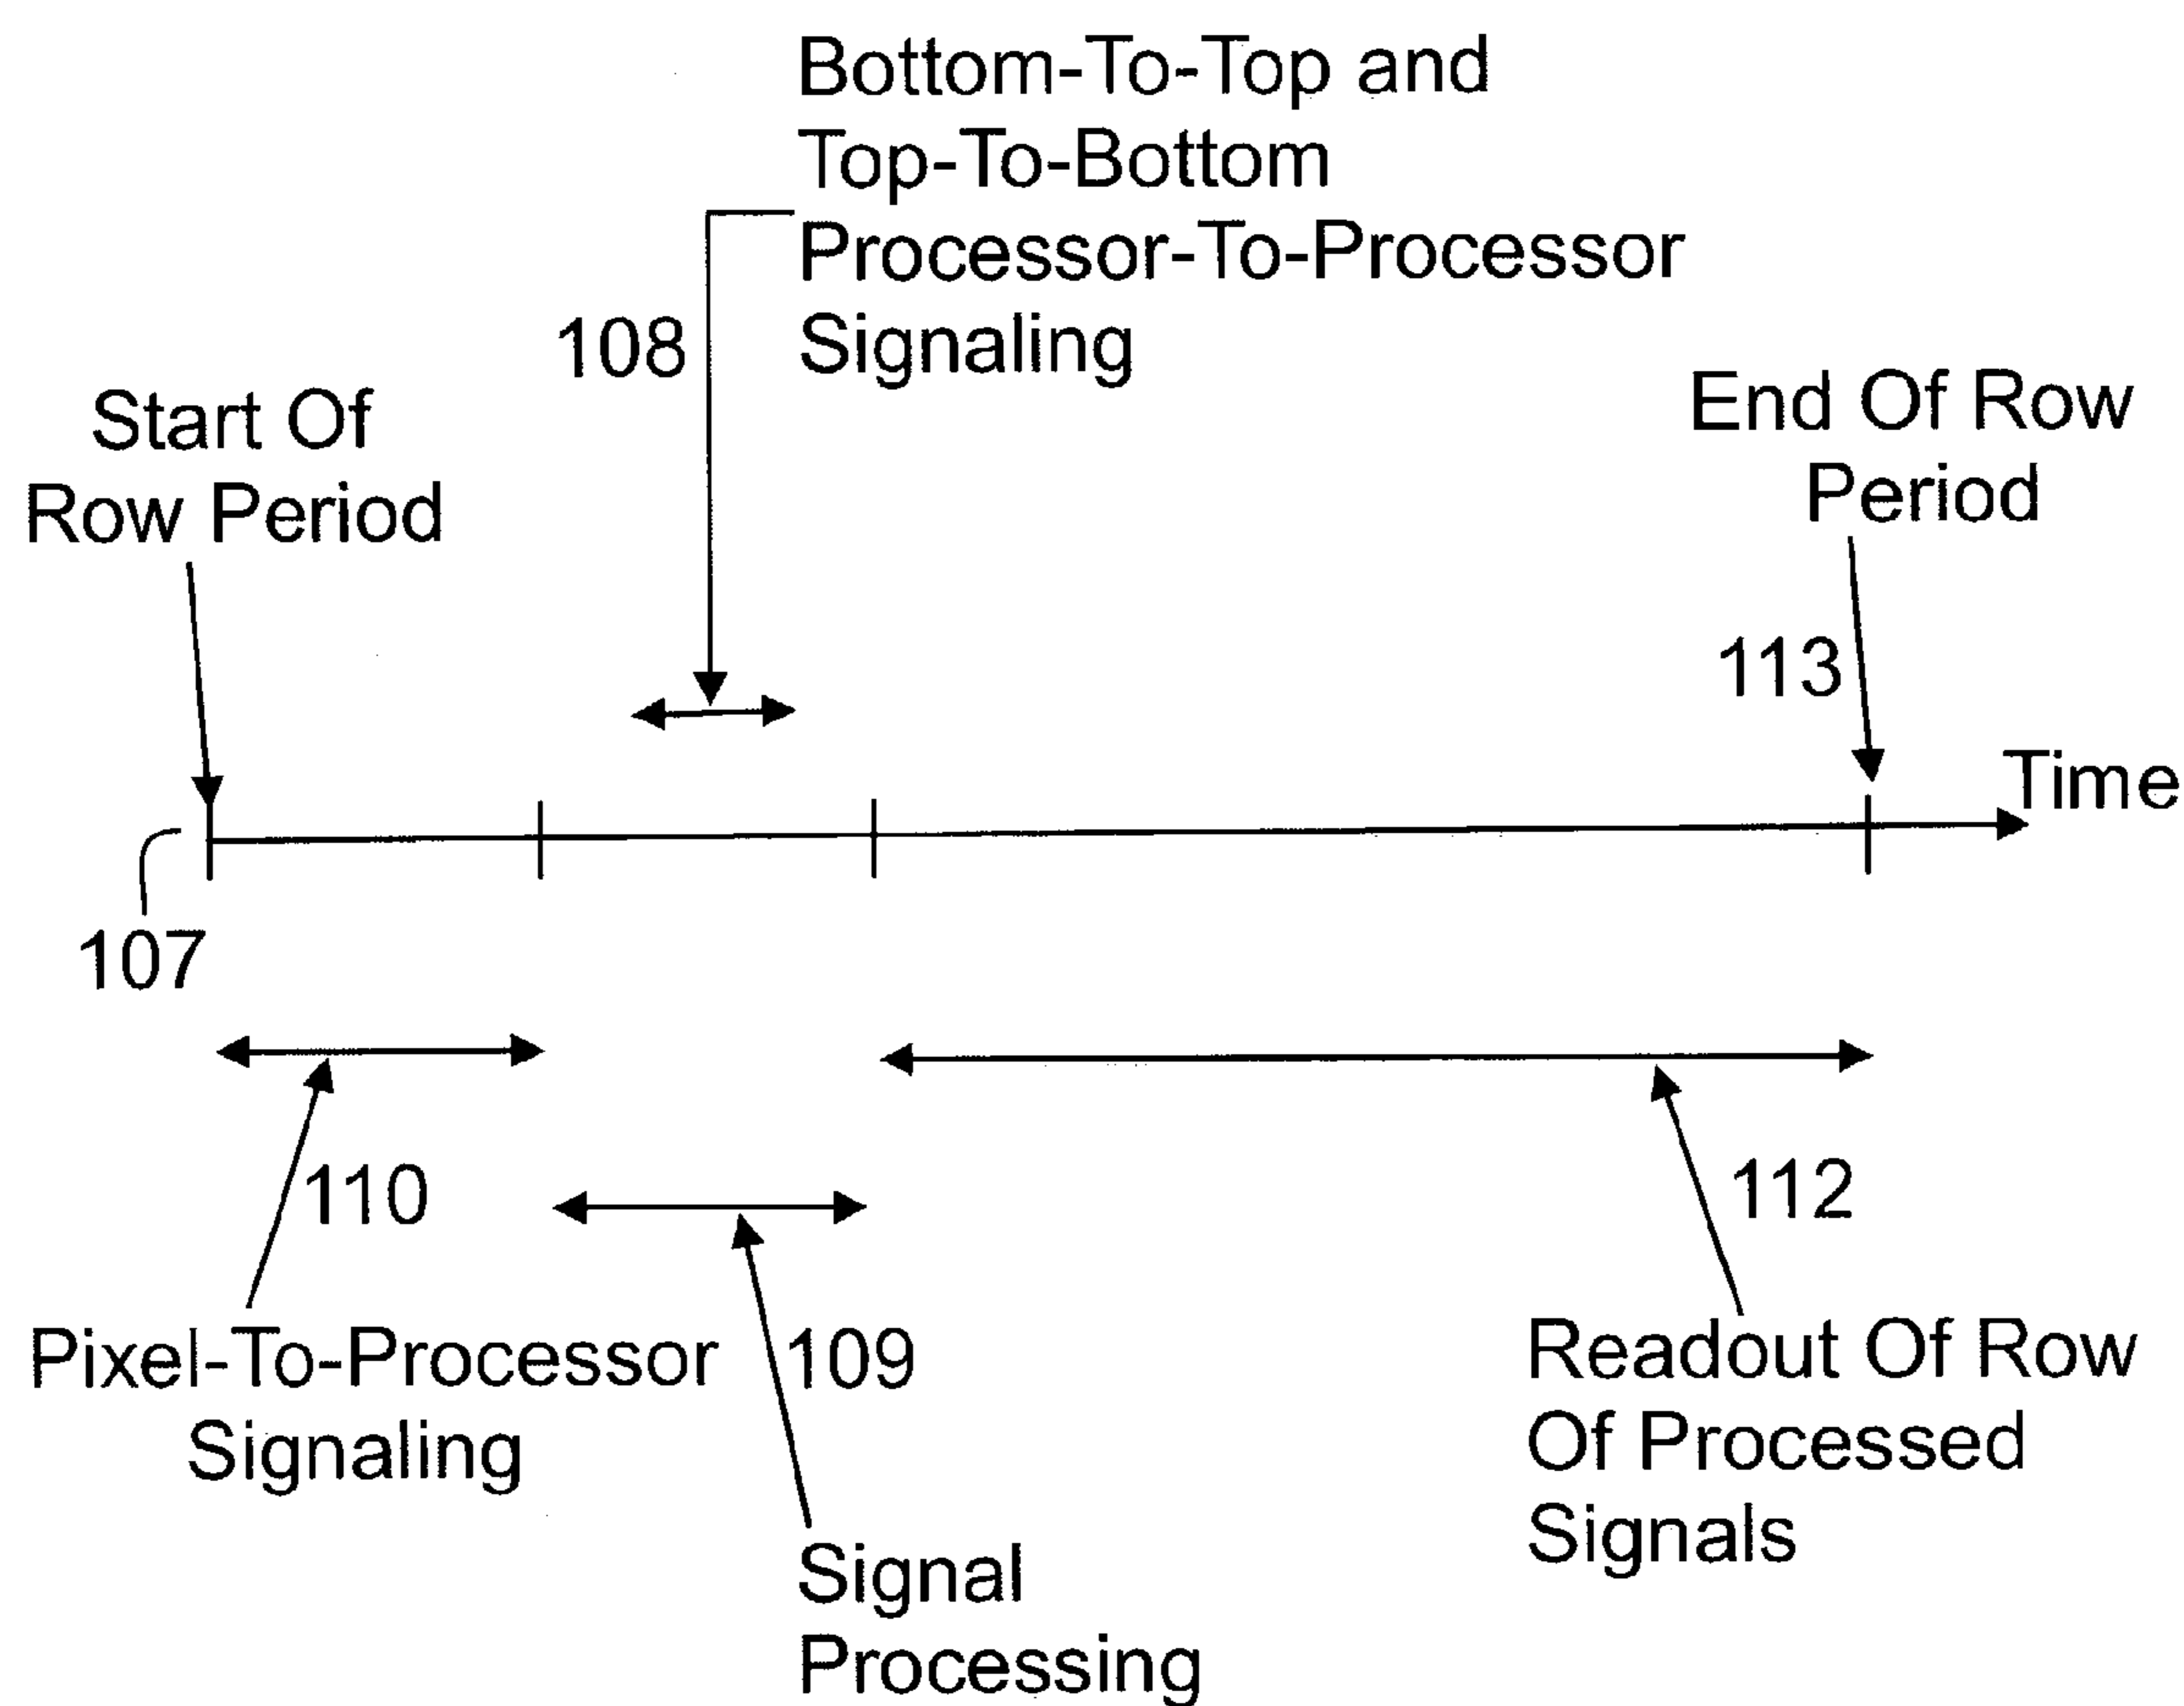 Bottom-To-Top and
Top-To-Bottom
Processor-To-Processor
Signaling
108
Start Of
Row Period
End Of Row
Period
113
Time
107
110
112
Pixel-To-Processor
Signaling
109
Readout Of Row
Of Processed
Signals
Signal
Processing